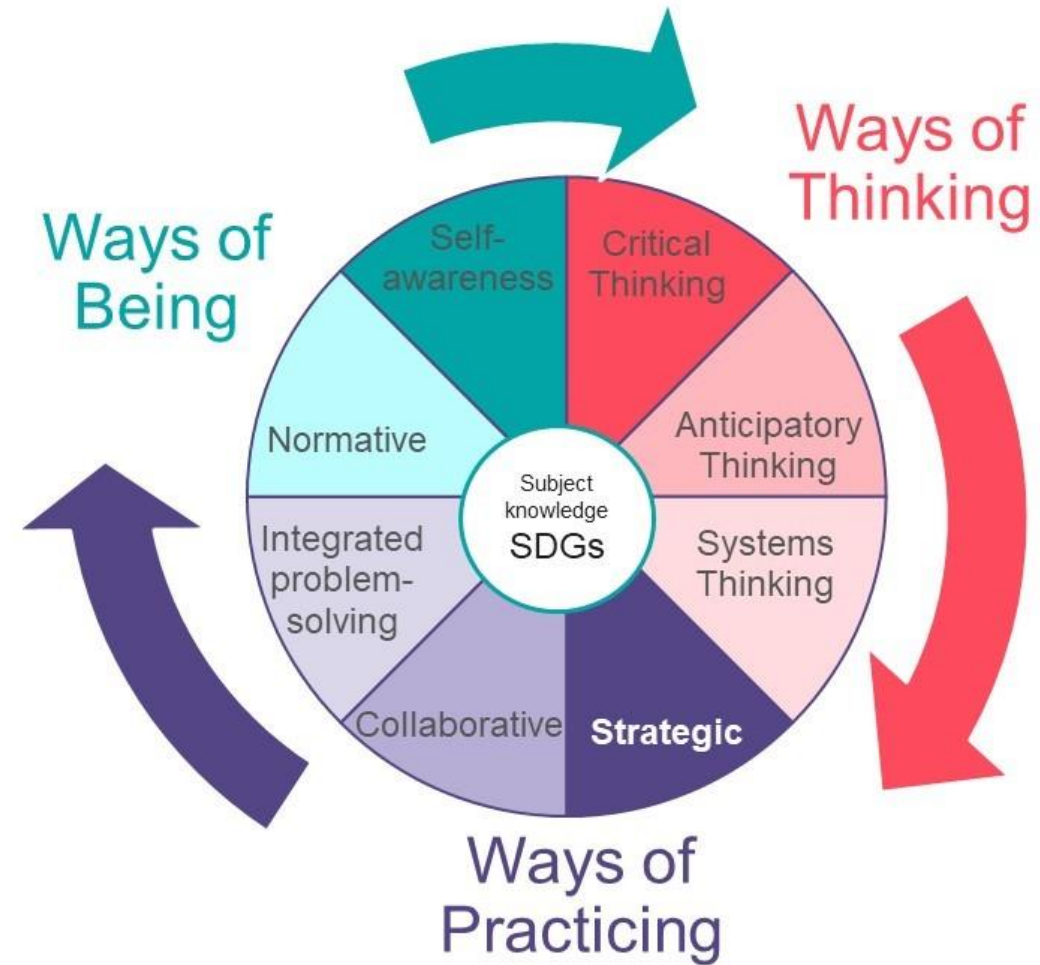 Ways of
Thinking
Ways of
Being
Self-
awareness
Critical
Thinking
Normative
Anticipatory
Thinking
Subject
knowledge
SDGs
Integrated
problem-
solving
Systems
Thinking
Collaborative
Strategic
Ways of
Practicing